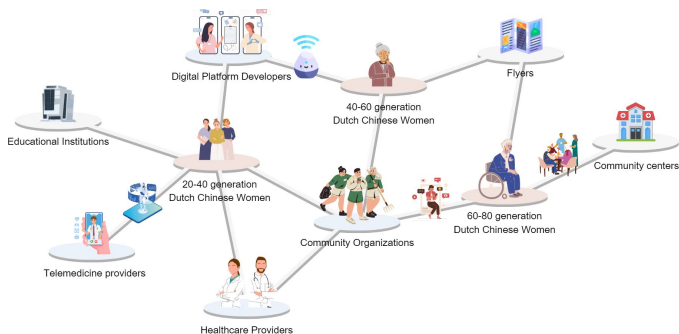 Digital Platform Developers
Flyers
40-60 generation
Dutch Chinese Women
Educational Institutions
Community centers
20-40 generation
Dutch Chinese Women
60-80 generation
Dutch Chinese Women
Community Organizations
Telemedicine providers
Healthcare Providers